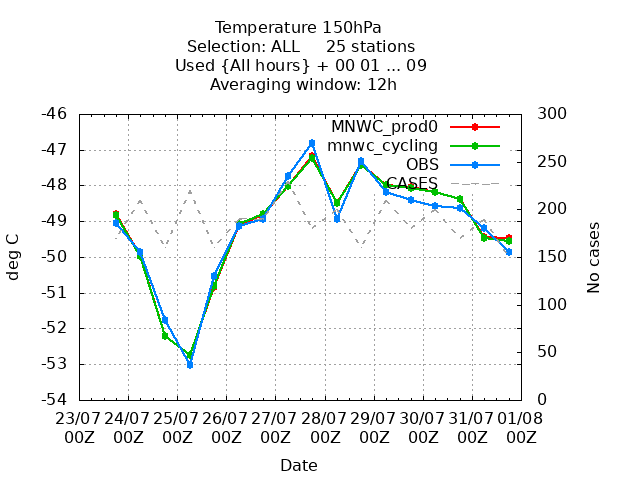 Temperature 150hPa
Selection: ALL 25 stations
Used {All hours} + 00 01 ... 09
Averaging window: 12h
-46 300
MNWC_prod0
mnwc_cycling
-47 250
OBS
-48 CASES 200
-49
-50 150
-51 100
-52
-53 50
-54 0
deg C
No cases
23/07 24/07 25/07 26/07 27/07 28/07 29/07 30/07 31/07 01/08
00Z 00Z 00Z 00Z 00Z 00Z 00Z 00Z 00Z 00Z
Date